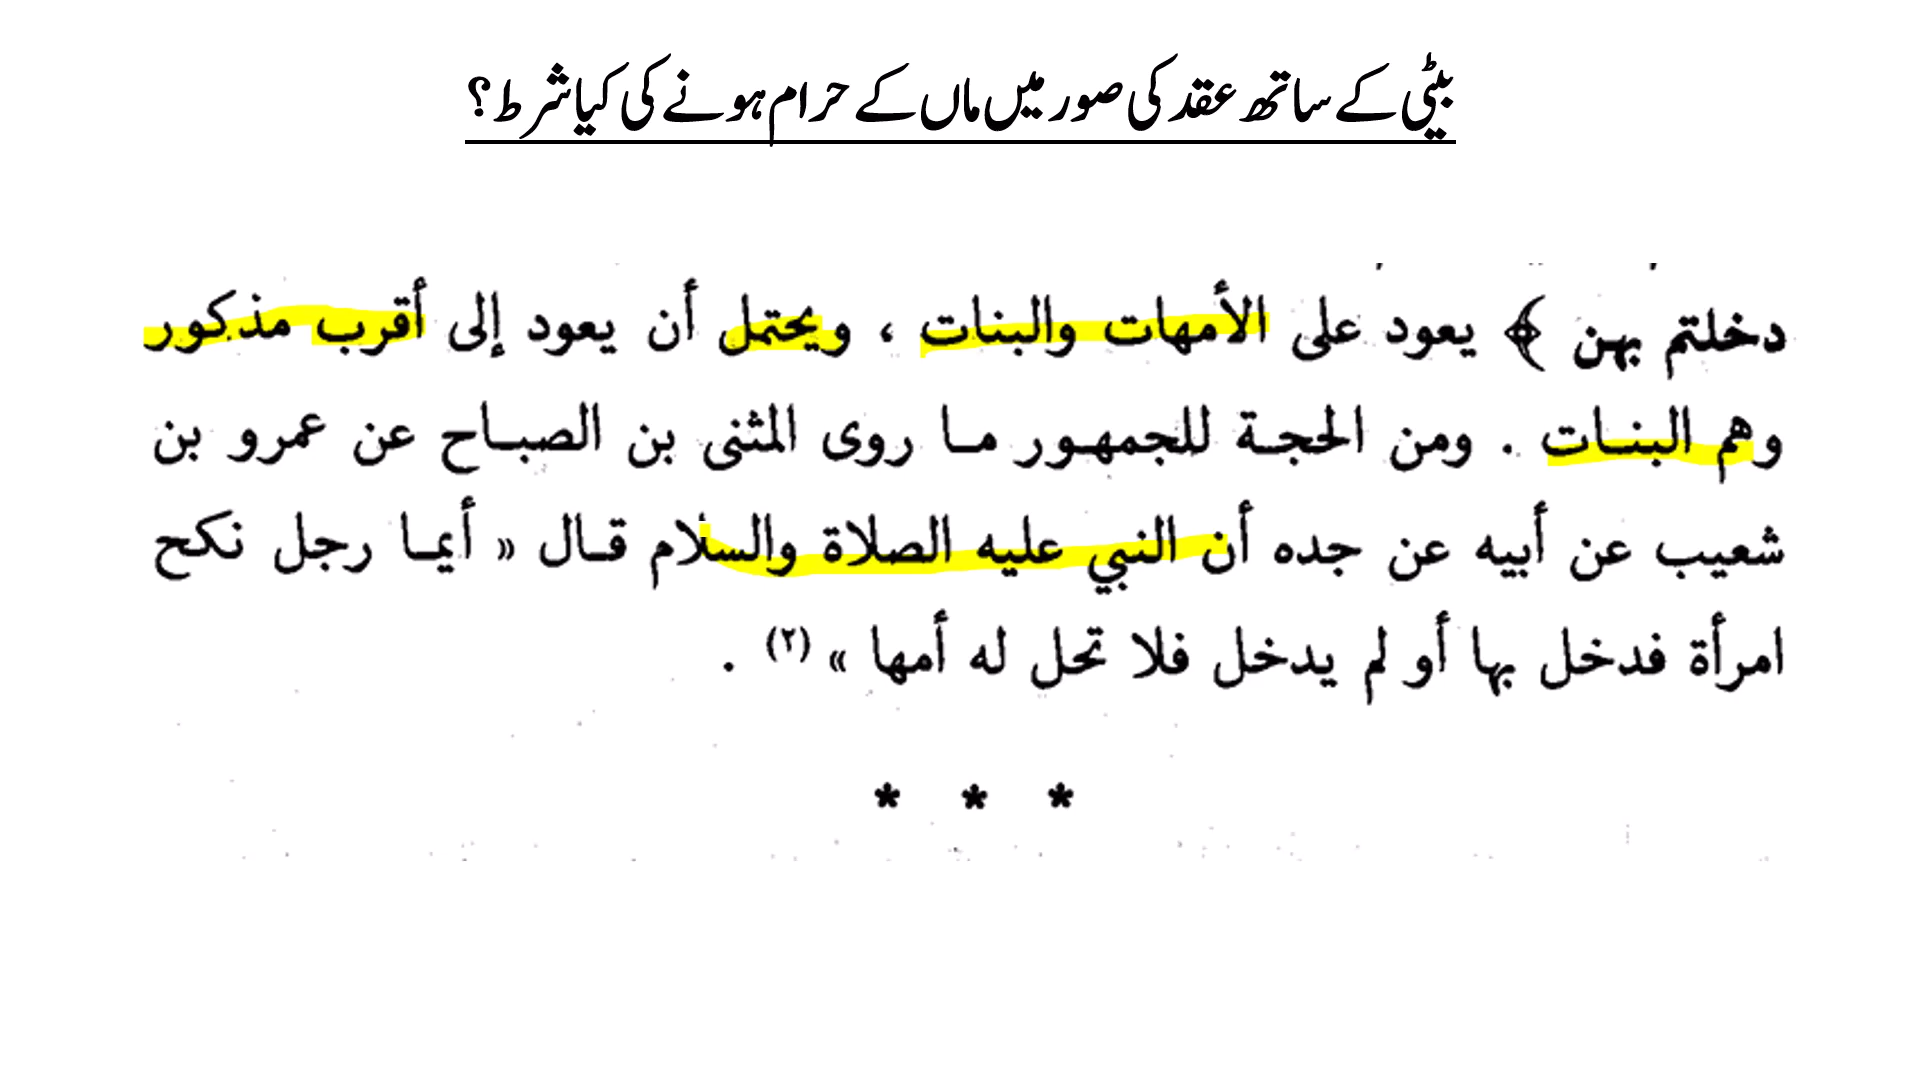 بیٹی کے ساتھ عقد کی صور میں ماں کے حرام ہونے کی کیا شرط ؟
دخلتم بهن ﴾ يعود على الأمهات والبنات ، ويحتمل أن يعود إلى أقرب مذكور
وهم البنات . ومن الحجة للجمهور ما روى المثنى بن الصباح عن عمرو بن
شعيب عن أبيه عن جده أن النبي عليه الصلاة والسلام قال « أيما رجل نكح
امرأة فدخل بها أو لم يدخل فلا تحل له أمها » (٢) .
* * *